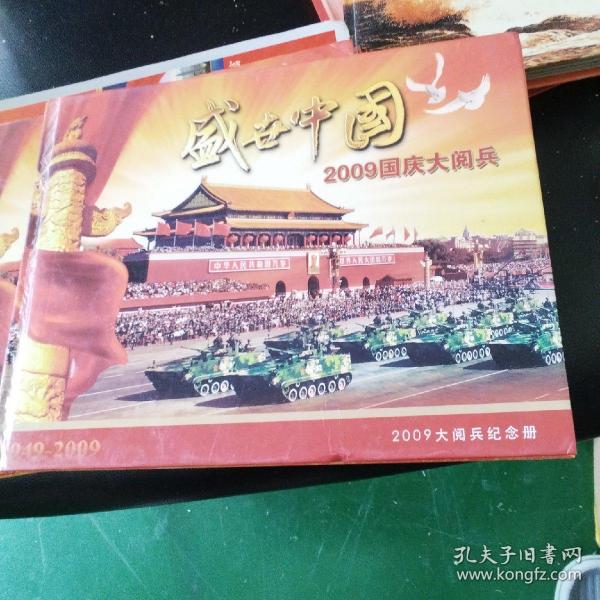 盛世中国
2009国庆大阅兵
中华人民共和国万岁
世界人民大团结万岁
1949-2009
2009大阅兵纪念册
孔夫子旧书网
www.kongfz.com